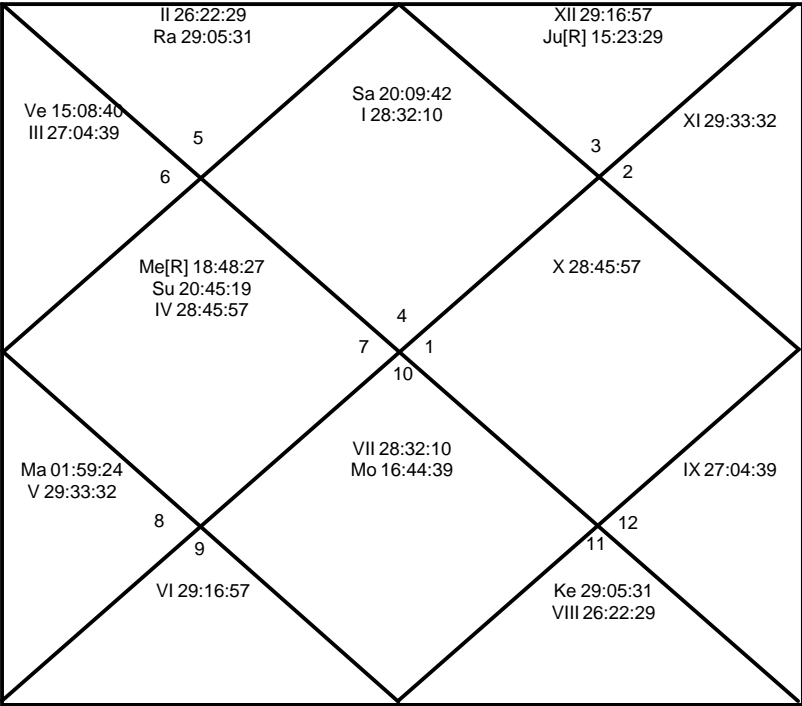 II 26:22:29
Ra 29:05:31
XII 29:16:57
Ju[R] 15:23:29
Sa 20:09:42
I 28:32:10
Ve 15:08:40
III 27:04:39
XI 29:33:32
5
3
6
2
Me[R] 18:48:27
Su 20:45:19
IV 28:45:57
X 28:45:57
4
7
1
10
VII 28:32:10
Mo 16:44:39
Ma 01:59:24
V 29:33:32
IX 27:04:39
8
12
9
11
VI 29:16:57
Ke 29:05:31
VIII 26:22:29